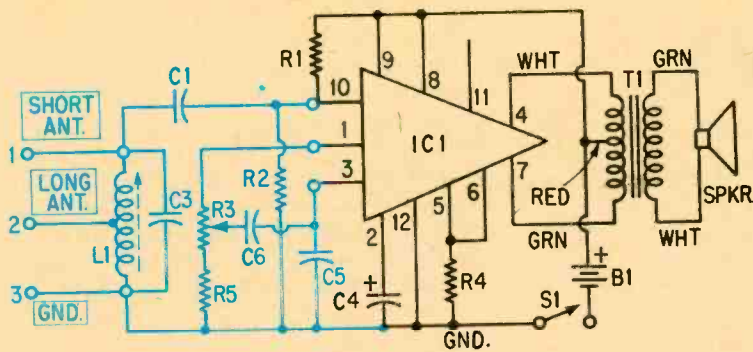 R1
C1
SHORT
ANT.
1
LONG
ANT.
2
L1
C3
3
GND.
R2
R3
C6
C5
R5
10
1
3
9
8
11
IC1
4
7
2
12
5
6
C4
+
R4
GND.
S1
WHT
T1
GRN
RED
GRN
WHT
SPKR
+
B1